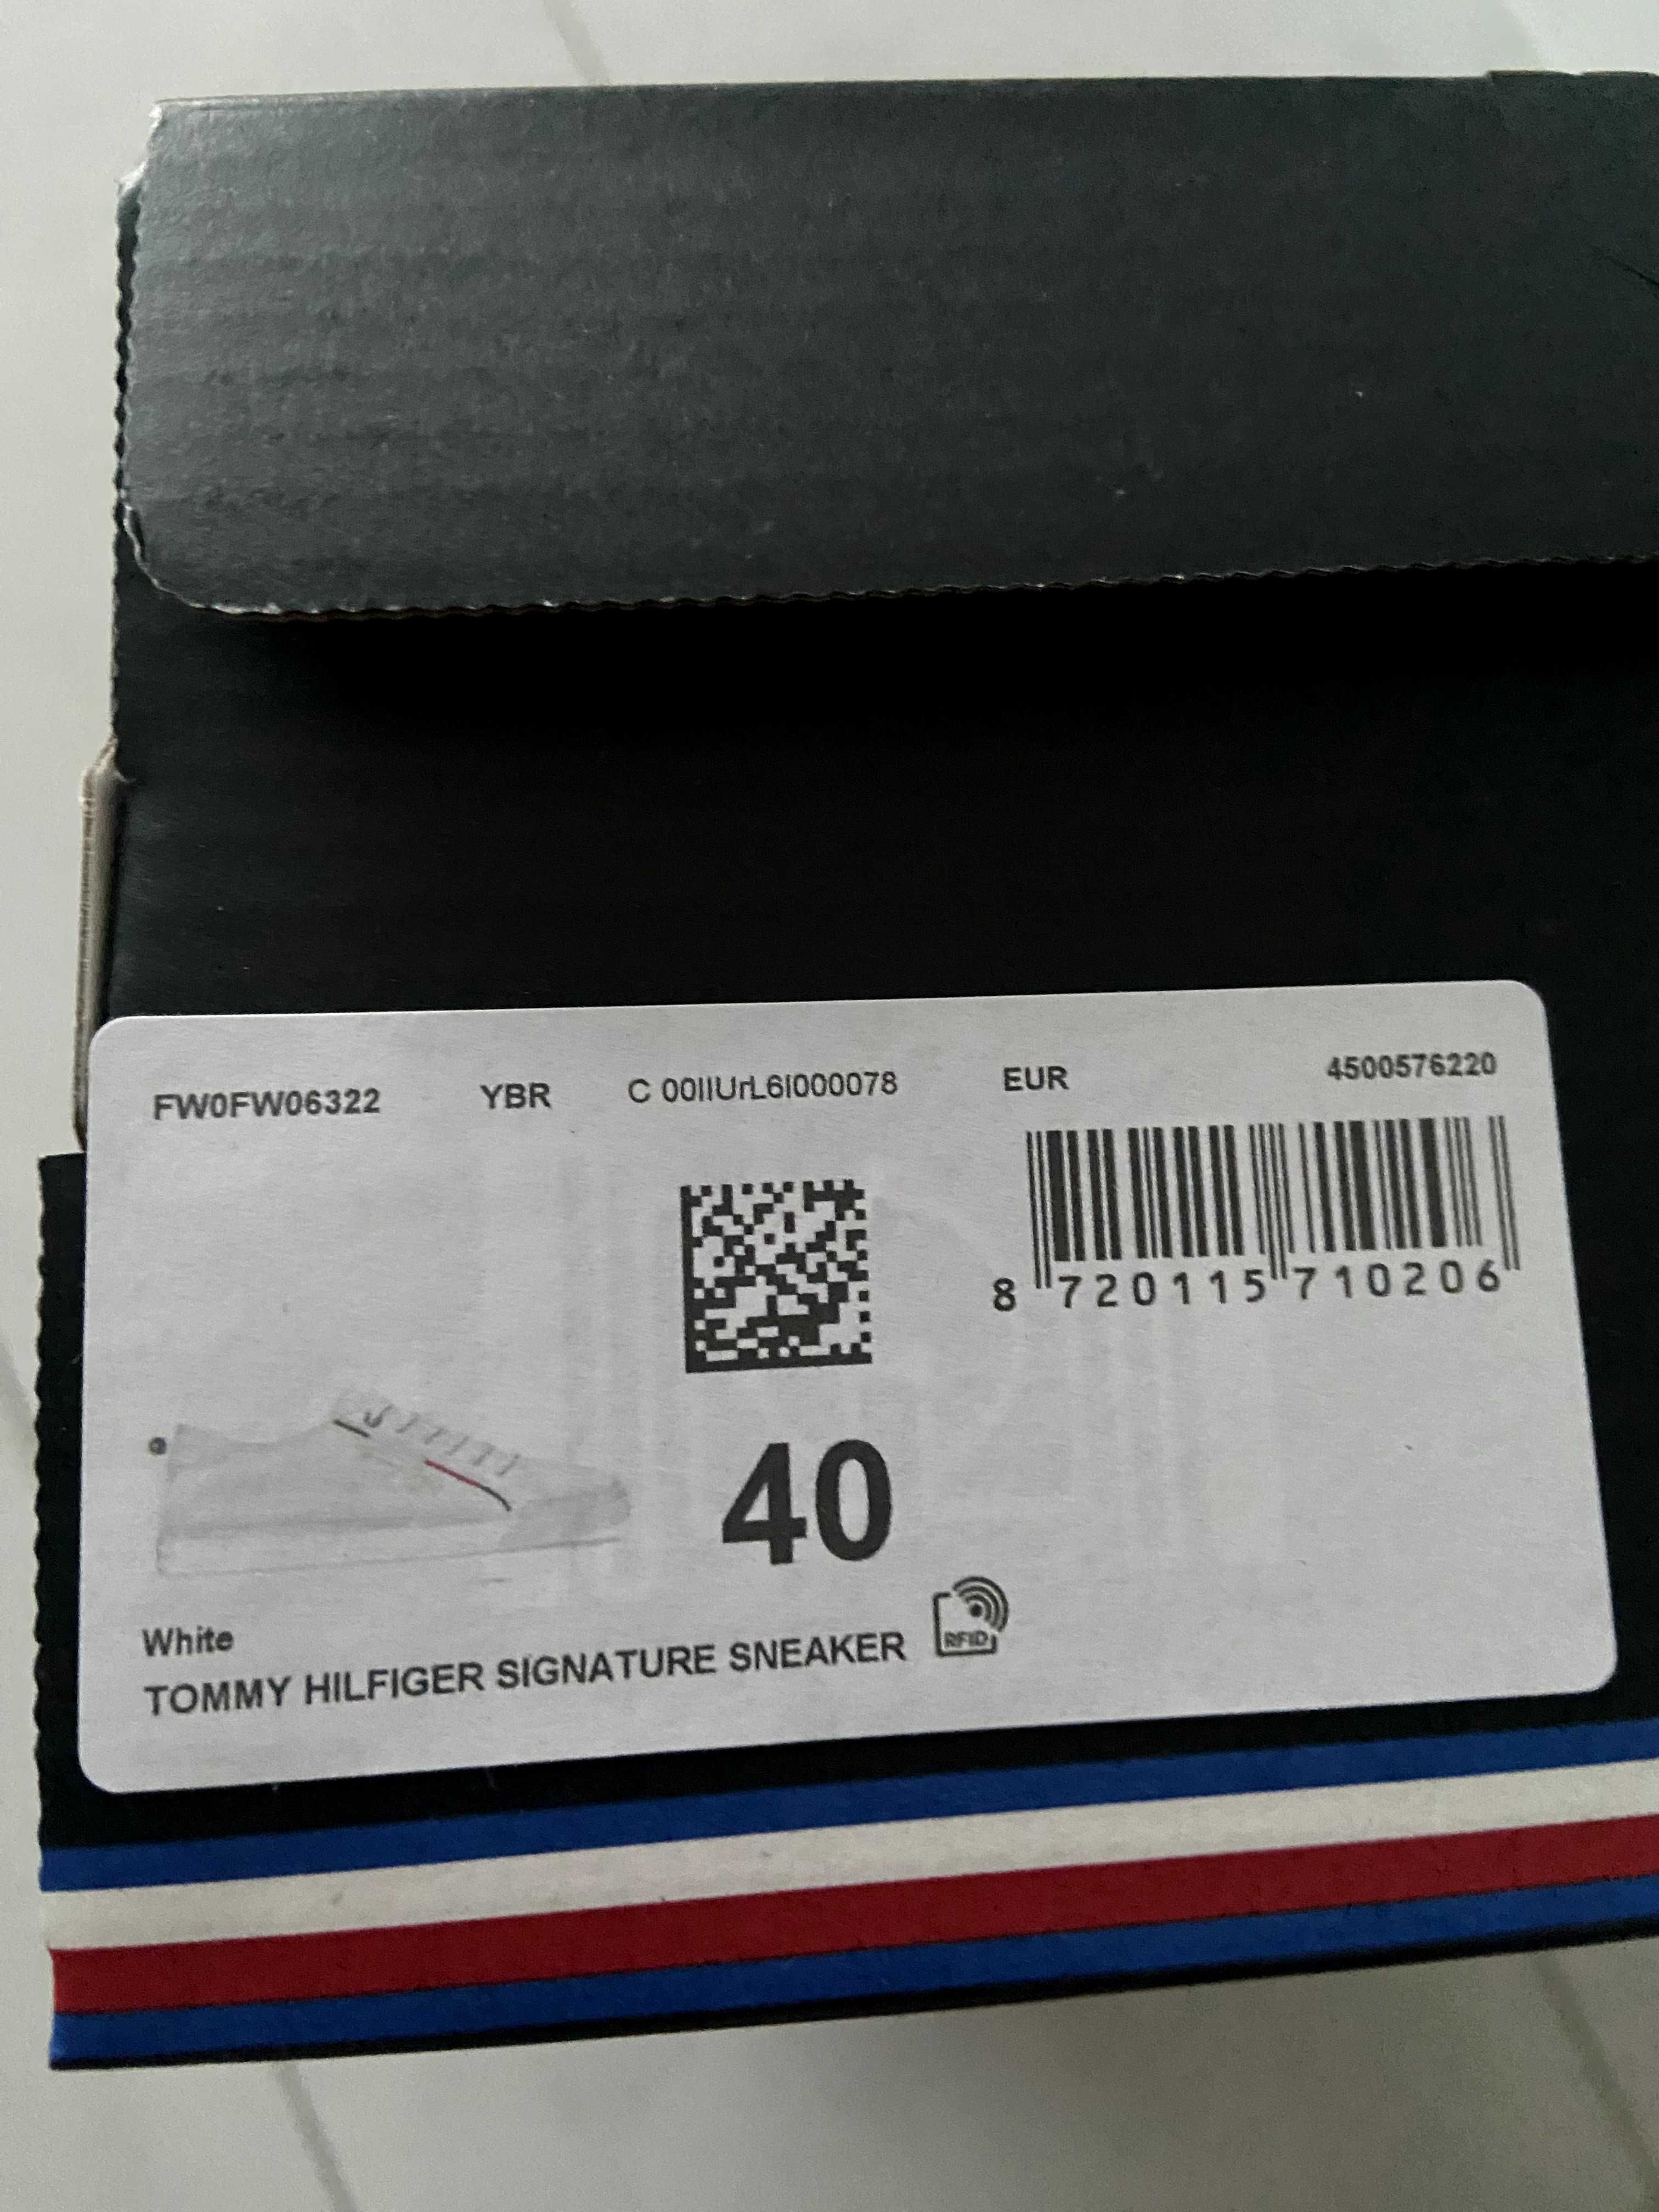 FW0FW06322 YBR C 00IIUrL6I000078 EUR 4500576220
8 720115 710206
40
White
TOMMY HILFIGER SIGNATURE SNEAKER RFID